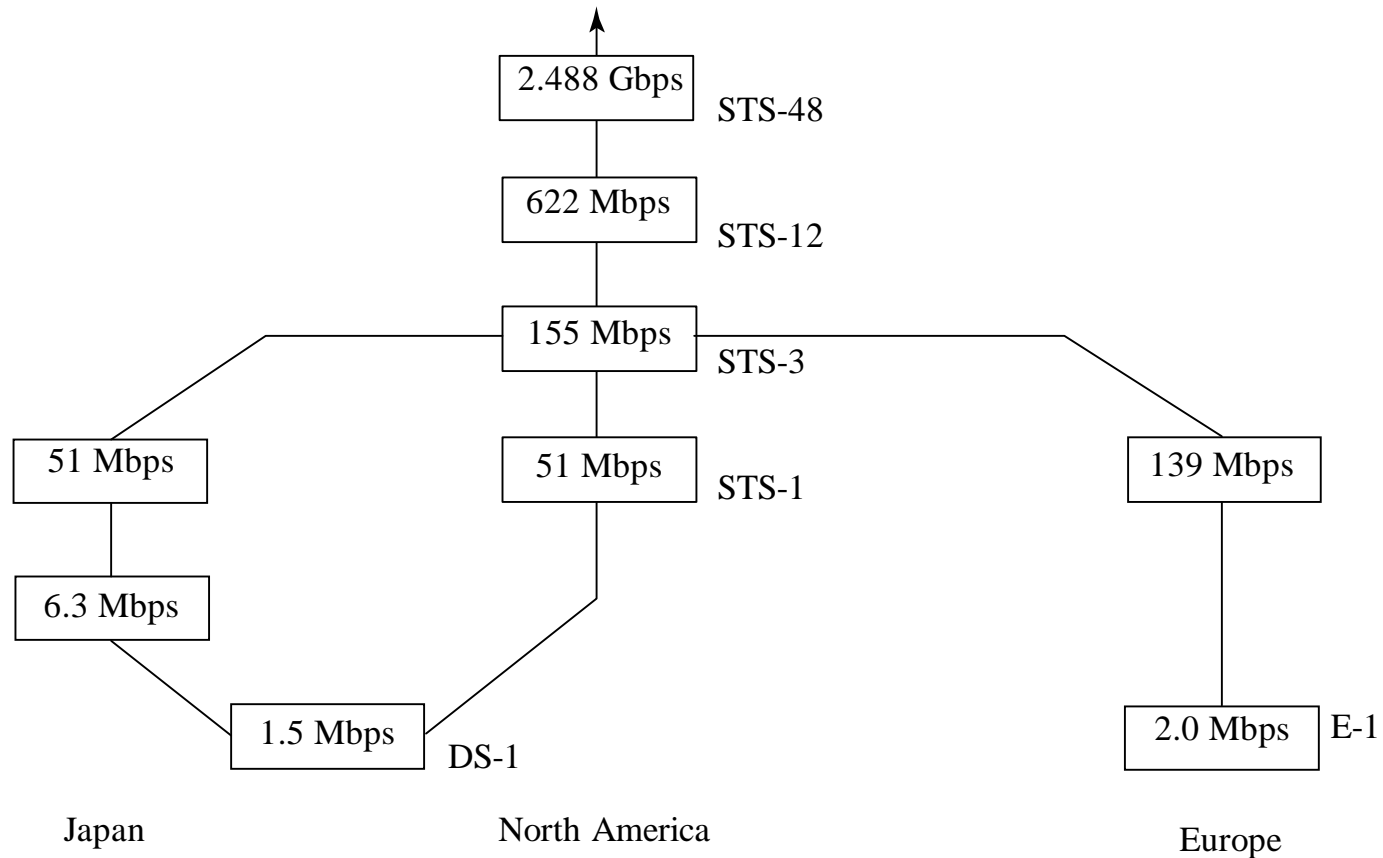 2.488 Gbps
STS-48
622 Mbps
STS-12
155 Mbps
STS-3
51 Mbps
51 Mbps
STS-1
139 Mbps
6.3 Mbps
1.5 Mbps
DS-1
2.0 Mbps
E-1
Japan
North America
Europe